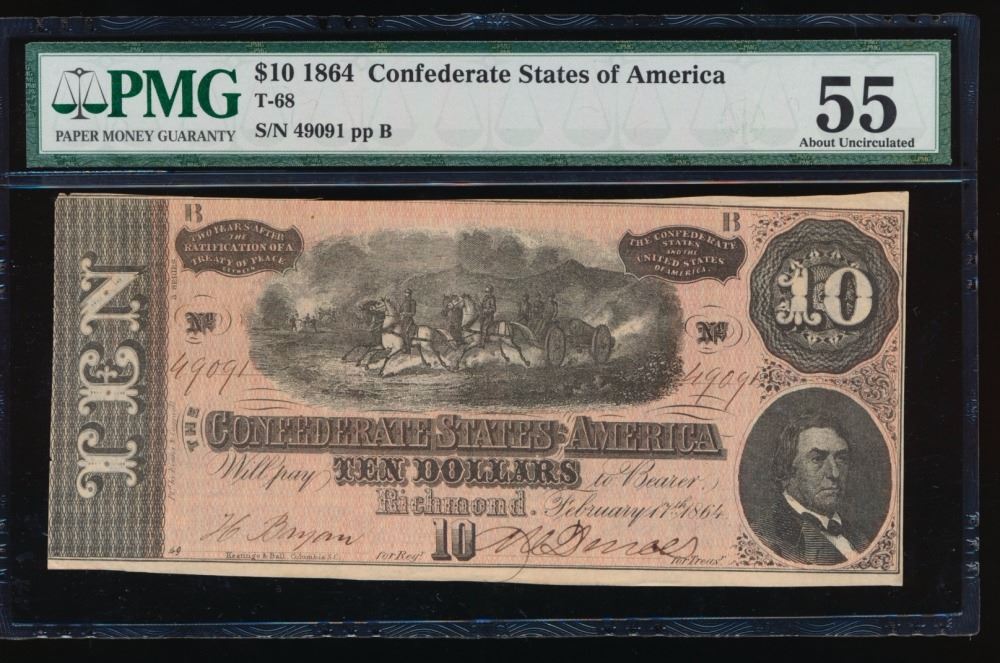 PMG
PAPER MONEY GUARANTY
$10 1864 Confederate States of America
T-68
S/N 49091 pp B
55
About Uncirculated
B
B
TWO YEARS AFTER
THE
RATIFICATION OF A
TREATY OF PEACE
BETWEEN
THE CONFEDERATE
STATES
AND THE
UNITED STATES
OF AMERICA.
10
TEN
Nº
Nº
49091
49091
THE
CONFEDERATE STATES OF AMERICA
Will pay TEN DOLLARS to Bearer.
Richmond. February 17th 1864.
10
for Regr.
for Treasr.
49
Keatinge & Ball, Columbia S.C.